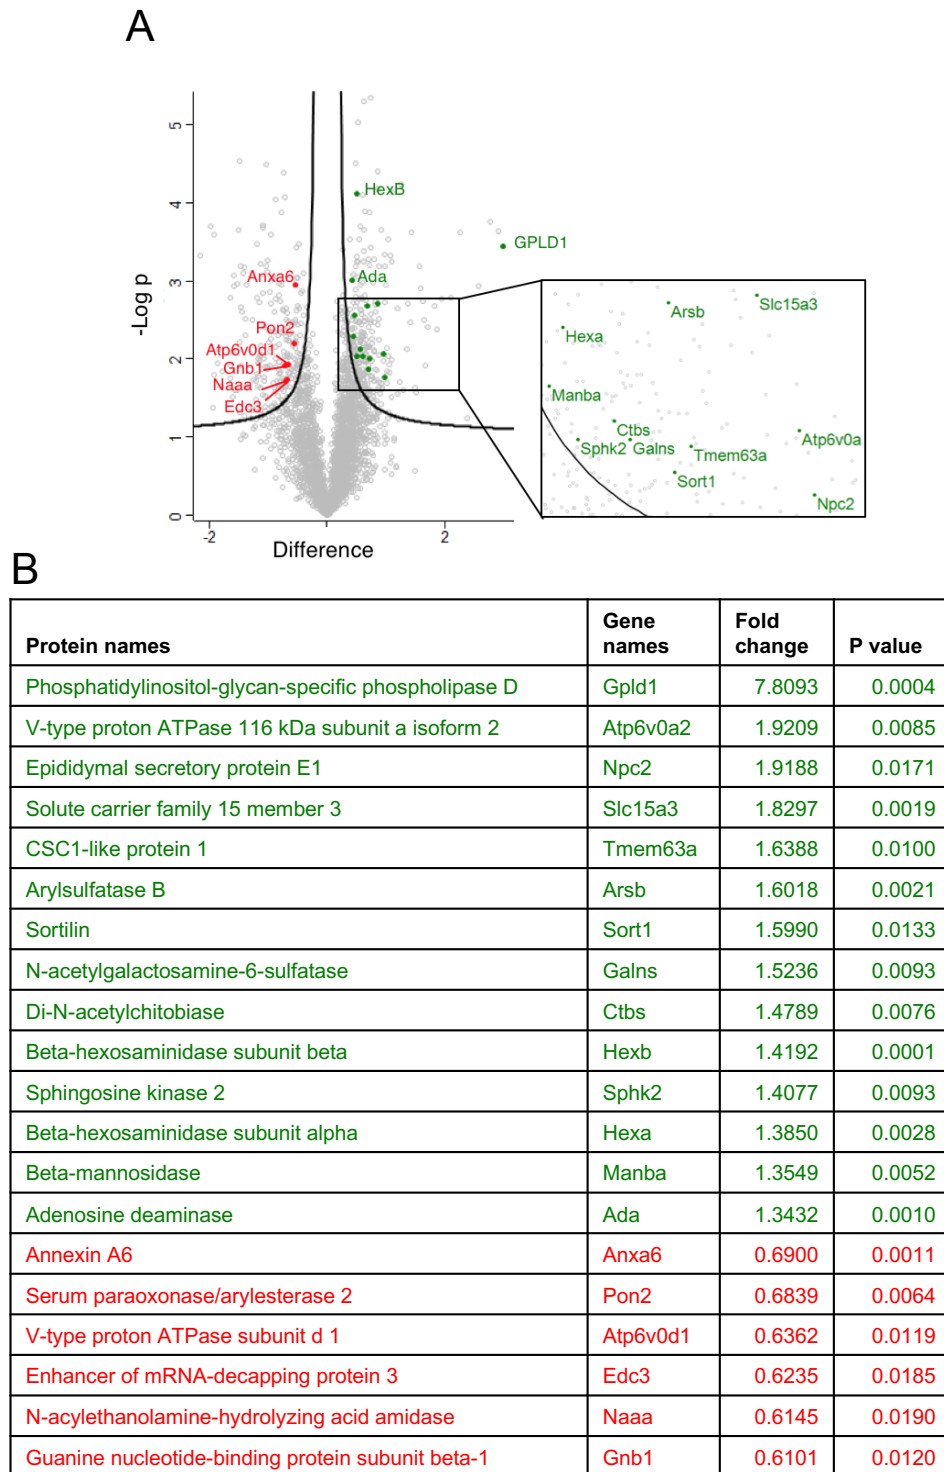 A
-Log p
5
4
3
2
1
0
-2
2
Difference
HexB
GPLD1
Ada
Anxa6
Pon2
Atp6v0d1
Gnb1
Naaa
Edc3
Slc15a3
Arsb
Hexa
Manba
Ctbs
Sphk2 Galns
Atp6v0a
Tmem63a
Sort1
Npc2
B
Protein names Gene names Fold change P value
Phosphatidylinositol-glycan-specific phospholipase D Gpld1 7.8093 0.0004
V-type proton ATPase 116 kDa subunit a isoform 2 Atp6v0a2 1.9209 0.0085
Epididymal secretory protein E1 Npc2 1.9188 0.0171
Solute carrier family 15 member 3 Slc15a3 1.8297 0.0019
CSC1-like protein 1 Tmem63a 1.6388 0.0100
Arylsulfatase B Arsb 1.6018 0.0021
Sortilin Sort1 1.5990 0.0133
N-acetylgalactosamine-6-sulfatase Galns 1.5236 0.0093
Di-N-acetylchitobiase Ctbs 1.4789 0.0076
Beta-hexosaminidase subunit beta Hexb 1.4192 0.0001
Sphingosine kinase 2 Sphk2 1.4077 0.0093
Beta-hexosaminidase subunit alpha Hexa 1.3850 0.0028
Beta-mannosidase Manba 1.3549 0.0052
Adenosine deaminase Ada 1.3432 0.0010
Annexin A6 Anxa6 0.6900 0.0011
Serum paraoxonase/arylesterase 2 Pon2 0.6839 0.0064
V-type proton ATPase subunit d 1 Atp6v0d1 0.6362 0.0119
Enhancer of mRNA-decapping protein 3 Edc3 0.6235 0.0185
N-acylethanolamine-hydrolyzing acid amidase Naaa 0.6145 0.0190
Guanine nucleotide-binding protein subunit beta-1 Gnb1 0.6101 0.0120